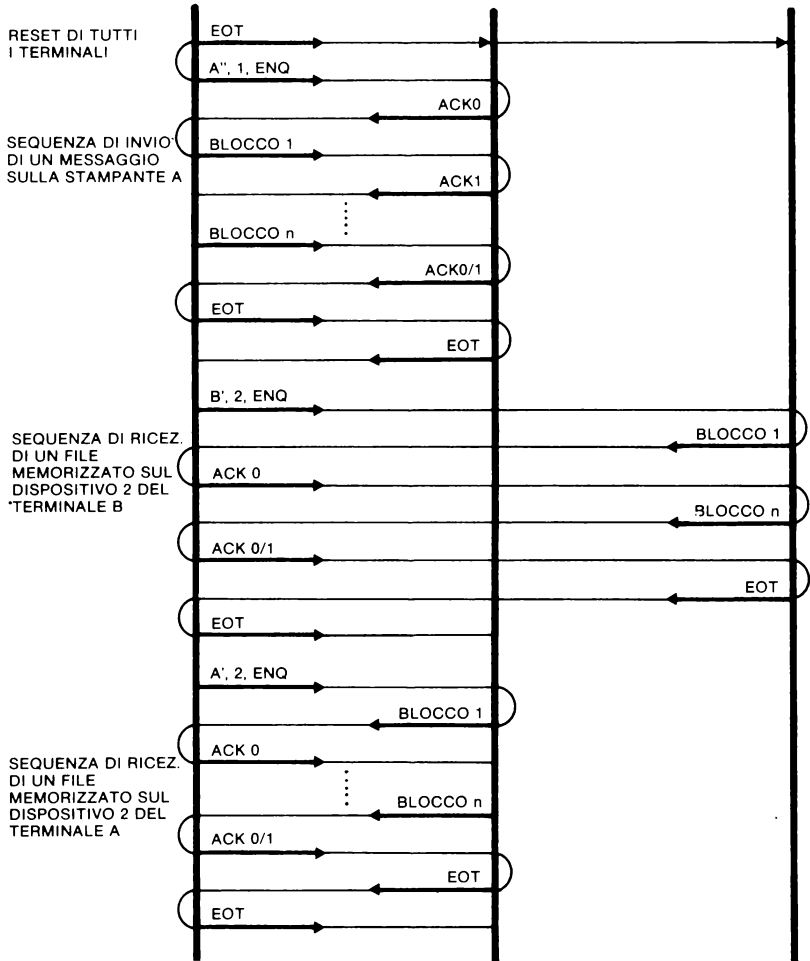 RESET DI TUTTI
I TERMINALI
EOT
A'', 1, ENQ
ACK0
SEQUENZA DI INVIO
DI UN MESSAGGIO
SULLA STAMPANTE A
BLOCCO 1
ACK1
BLOCCO n
ACK0/1
EOT
EOT
B', 2, ENQ
SEQUENZA DI RICEZ.
DI UN FILE
MEMORIZZATO SUL
DISPOSITIVO 2 DEL
TERMINALE B
BLOCCO 1
ACK 0
BLOCCO n
ACK 0/1
EOT
EOT
A', 2, ENQ
BLOCCO 1
SEQUENZA DI RICEZ.
DI UN FILE
MEMORIZZATO SUL
DISPOSITIVO 2 DEL
TERMINALE A
ACK 0
BLOCCO n
ACK 0/1
EOT
EOT